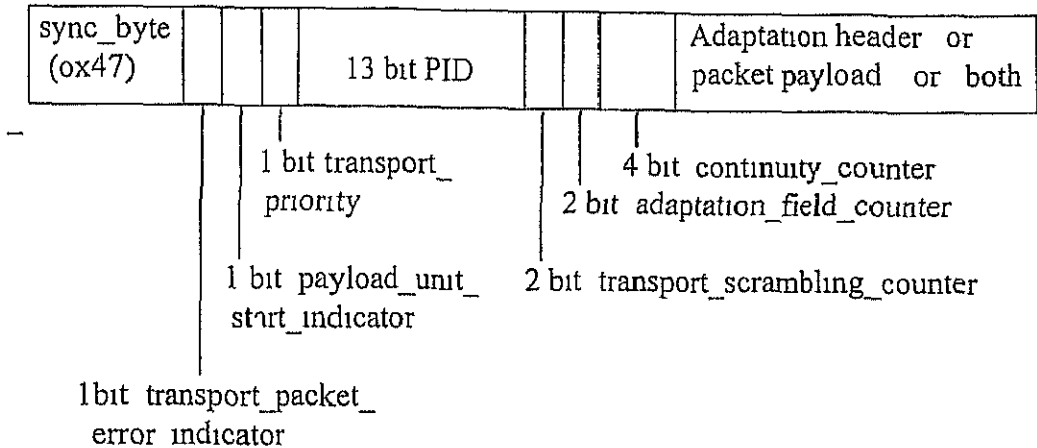 sync_byte
(ox47)
13 bit PID
Adaptation header or
packet payload or both
1 bit transport_
priority
4 bit continuity_counter
2 bit adaptation_field_counter
1 bit payload_unit_
start_indicator
2 bit transport_scrambling_counter
1bit transport_packet_
error indicator